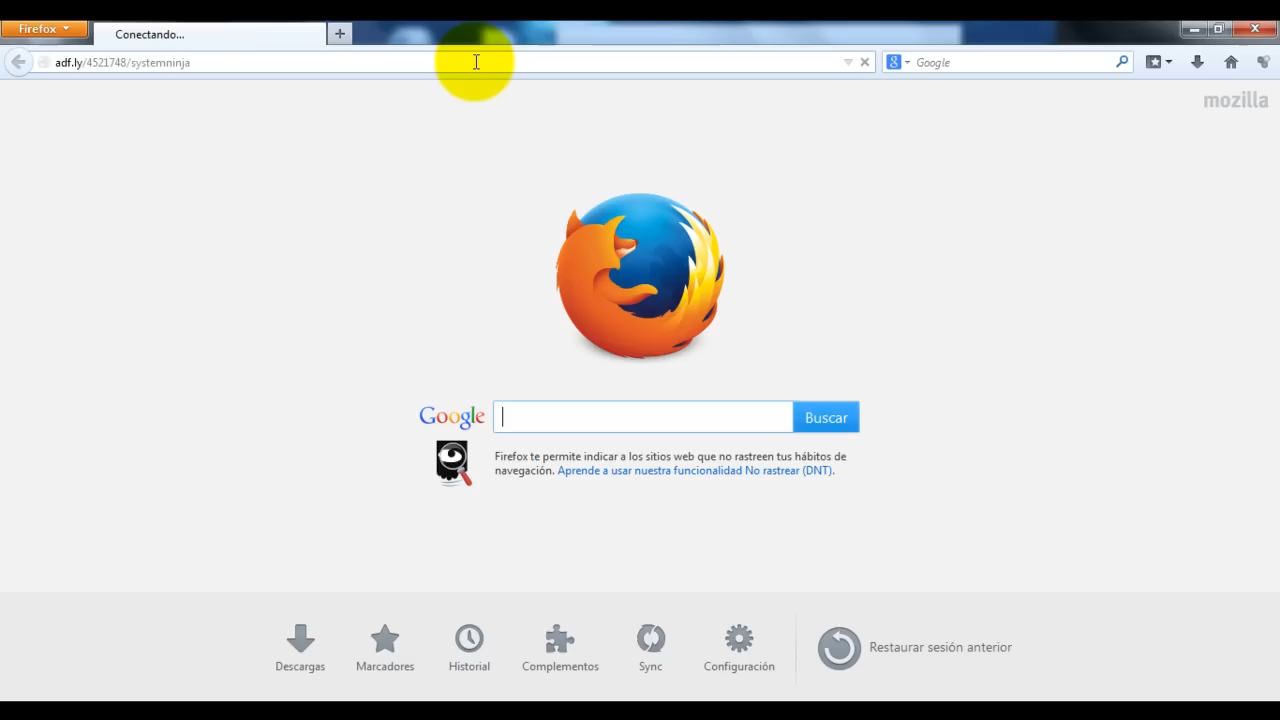 Firefox
Conectando...
adf.ly/4521748/systemninja
Google
mozilla
Google
Buscar
Firefox te permite indicar a los sitios web que no rastreen tus hábitos de
navegación. Aprende a usar nuestra funcionalidad No rastrear (DNT).
Descargas
Marcadores
Historial
Complementos
Sync
Configuración
Restaurar sesión anterior